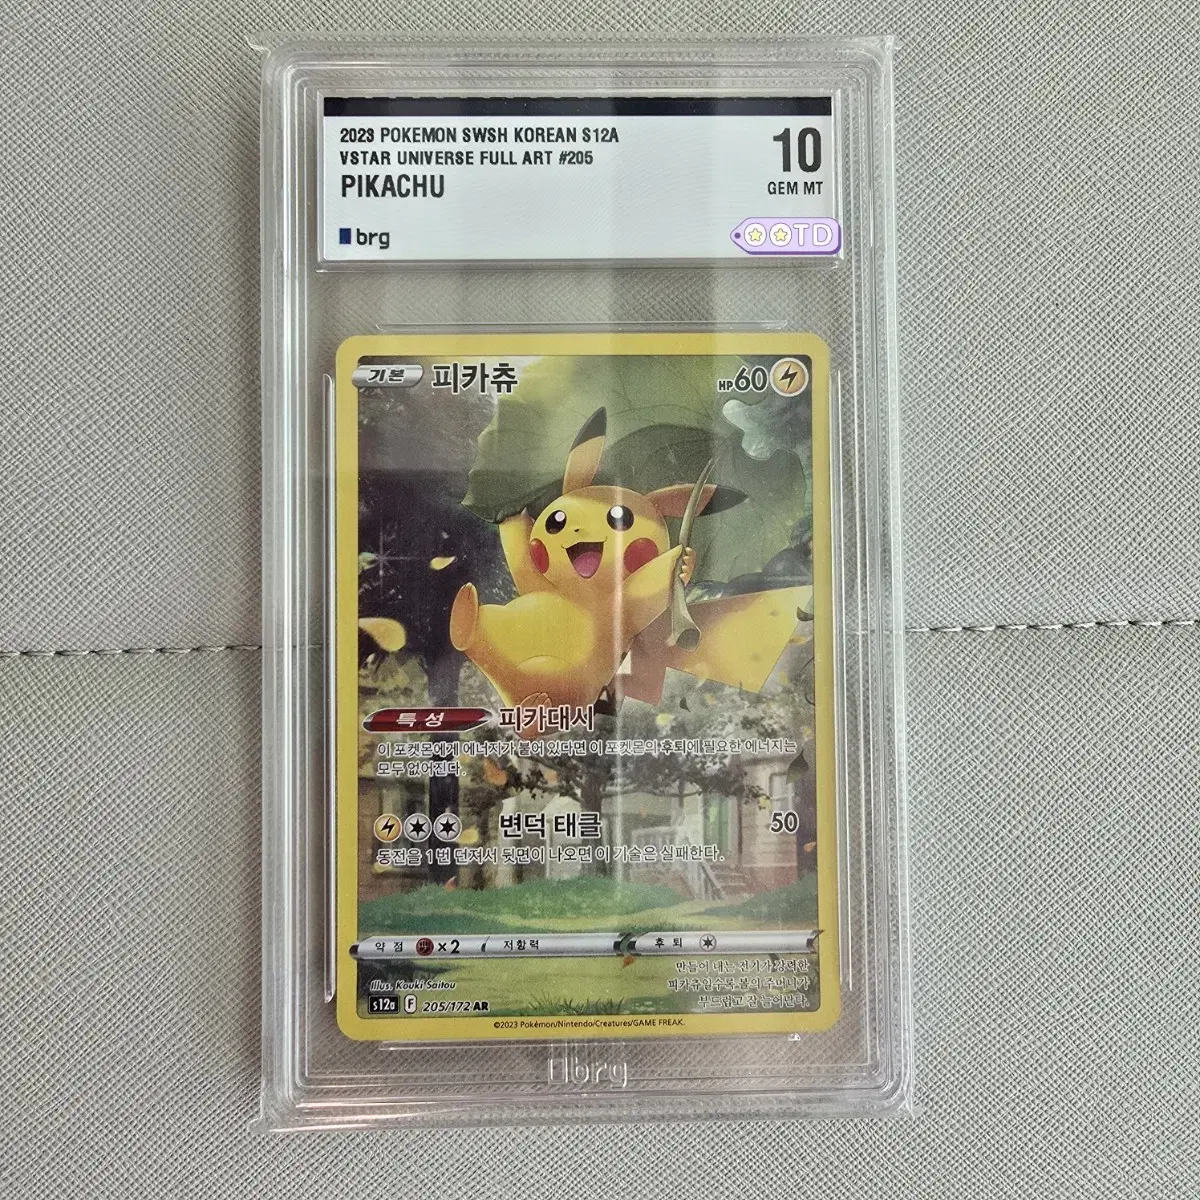 2023 POKEMON SWSH KOREAN S12A
VSTAR UNIVERSE FULL ART #205
PIKACHU
10
GEM MT
brg
OOTD
기본 피카츄 HP60
특성 피카대시
이 포켓몬에게 에너지가 붙어 있다면 이 포켓몬의 후퇴에 필요한 에너지는
모두 없어진다.
변덕 태클 50
동전을 1번 던져서 뒷면이 나오면 이 기술은 실패한다.
약점 ×2 저항력 후퇴
만들어 내는 전기가 강력한
피카츄일수록 볼의 주머니가
부드럽고 잘 늘어난다.
Illus. Kouki Saitou
s12a F 205/172 AR
©2023 Pokémon/Nintendo/Creatures/GAME FREAK.
brg